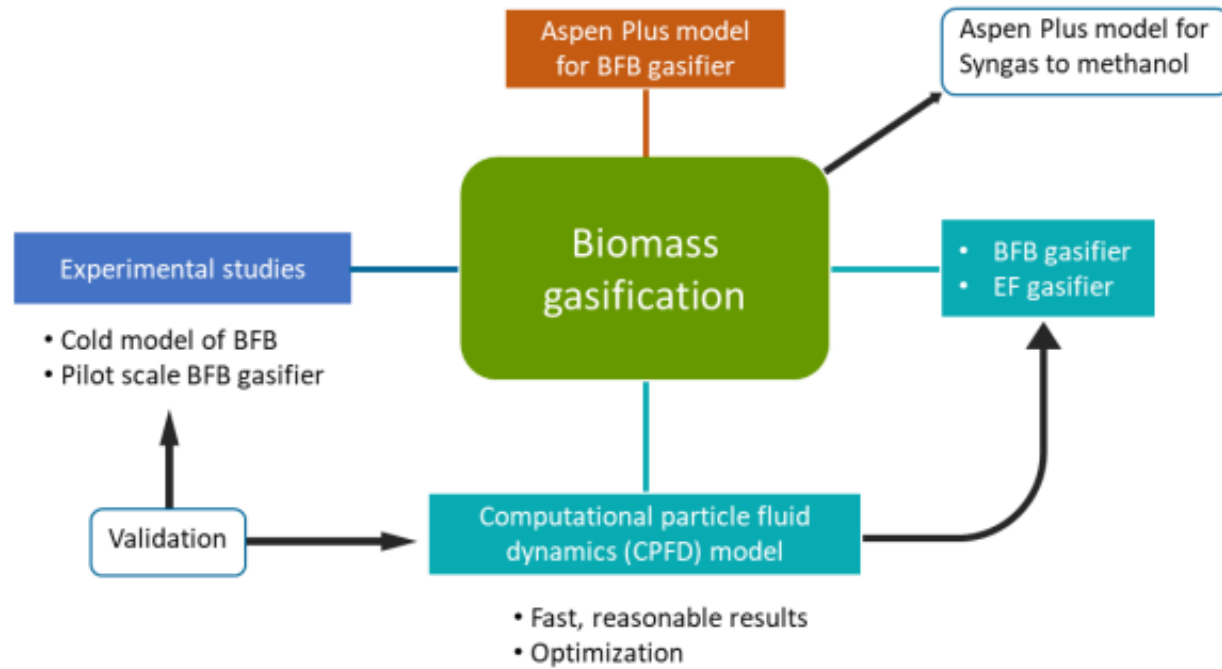 Aspen Plus model
for BFB gasifier
Aspen Plus model for
Syngas to methanol
Biomass
gasification
Experimental studies
• Cold model of BFB
• Pilot scale BFB gasifier
• BFB gasifier
• EF gasifier
Validation
Computational particle fluid
dynamics (CPFD) model
• Fast, reasonable results
• Optimization